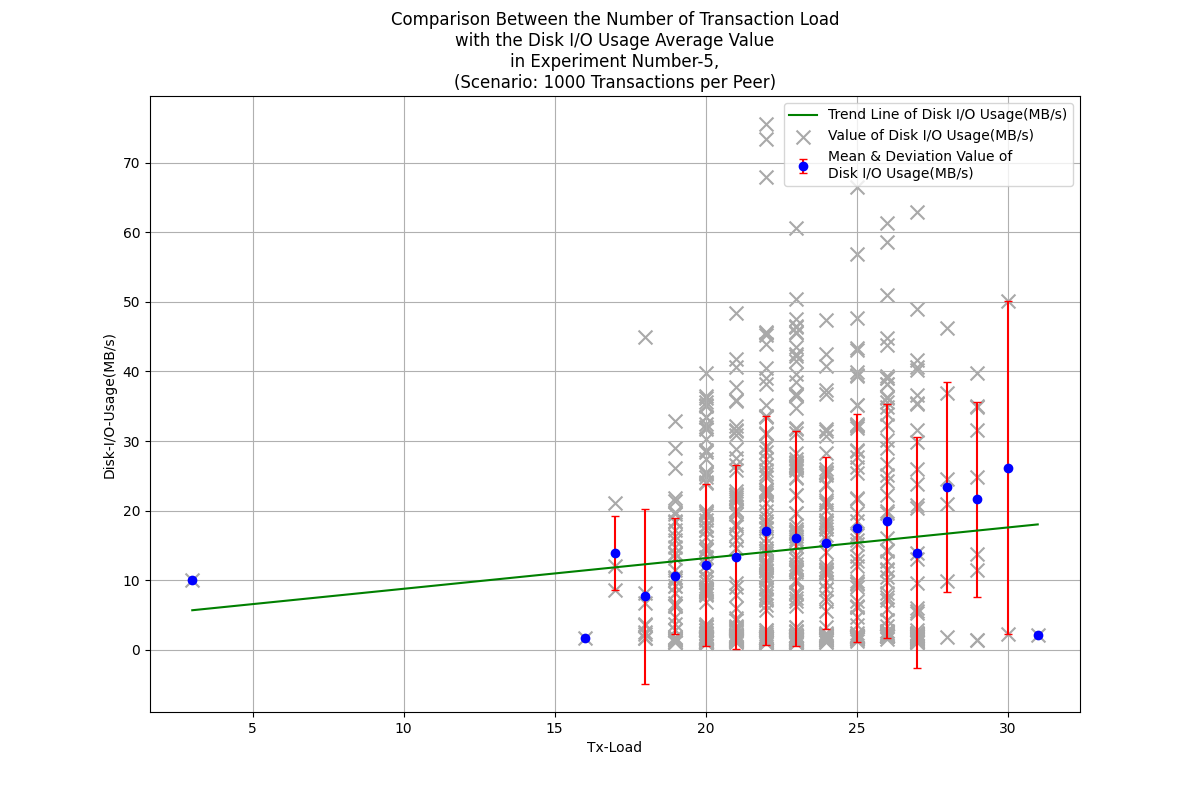 Comparison Between the Number of Transaction Load
with the Disk I/O Usage Average Value
in Experiment Number-5,
(Scenario: 1000 Transactions per Peer)
Trend Line of Disk I/O Usage(MB/s)
Value of Disk I/O Usage(MB/s)
Mean & Deviation Value of
Disk I/O Usage(MB/s)
Disk-I/O-Usage(MB/s)
70
60
50
40
30
20
10
0
5
10
15
20
25
30
Tx-Load